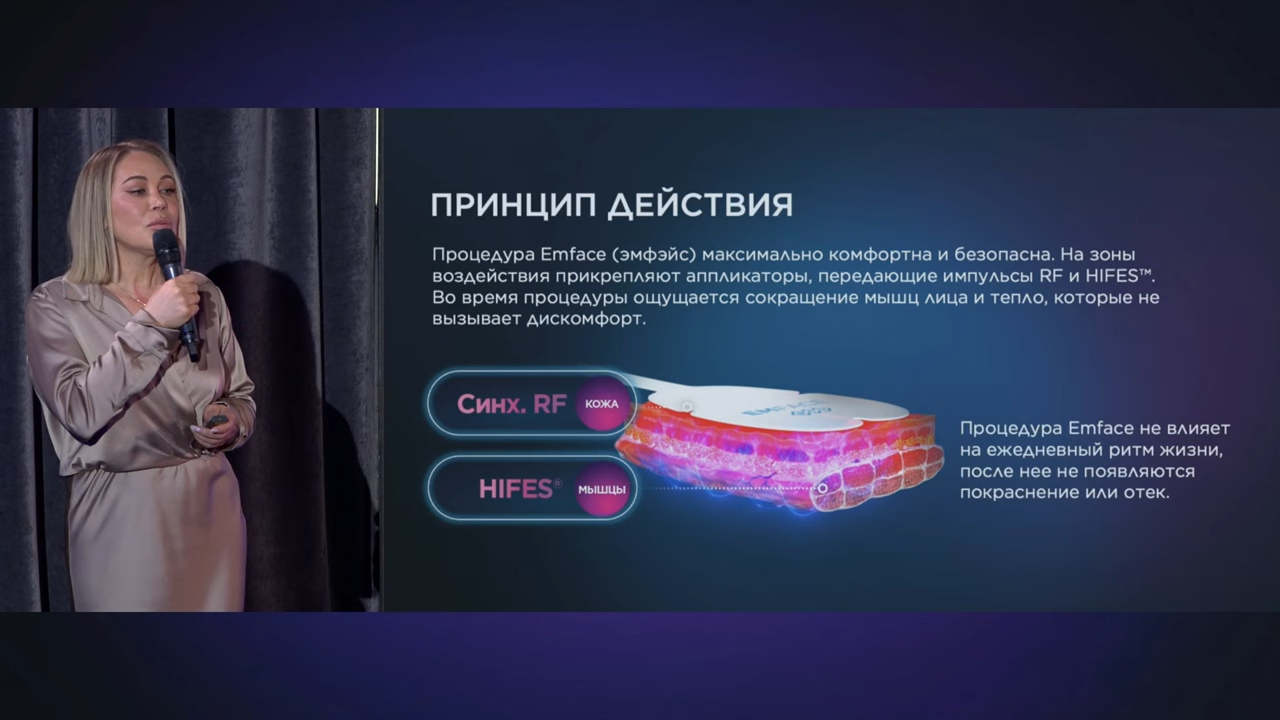 ПРИНЦИП ДЕЙСТВИЯ
Процедура Emface (эмфэйс) максимально комфортна и безопасна. На зоны
воздействия прикрепляют аппликаторы, передающие импульсы RF и HIFES™.
Во время процедуры ощущается сокращение мышц лица и тепло, которые не
вызывает дискомфорт.
Синх. RF КОЖА
EMFACE
HIFES® МЫШЦЫ
Процедура Emface не влияет
на ежедневный ритм жизни,
после нее не появляются
покраснение или отек.